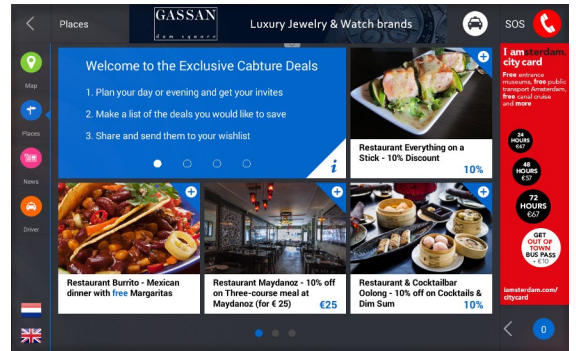 Places
GASSAN
dam square
Luxury Jewelry & Watch brands
SOS
Map
Places
News
Driver
Welcome to the Exclusive Cabture Deals
1. Plan your day or evening and get your invites
2. Make a list of the deals you would like to save
3. Share and send them to your wishlist
i
Restaurant Everything on a
Stick - 10% Discount
10%
Restaurant Burrito - Mexican
dinner with free Margaritas
Restaurant Maydanoz - 10% off
on Three-course meal at
Maydanoz (for € 25)
€25
Restaurant & Cocktailbar
Oolong - 10% off on Cocktails &
Dim Sum
10%
I amsterdam.
city card
Free entrance
museums, free public
transport Amsterdam,
free canal cruise
and more
24
HOURS
€47
48
HOURS
€57
72
HOURS
€67
GET
OUT OF
TOWN
BUS PASS
+ €10
iamsterdam.com/
citycard
0